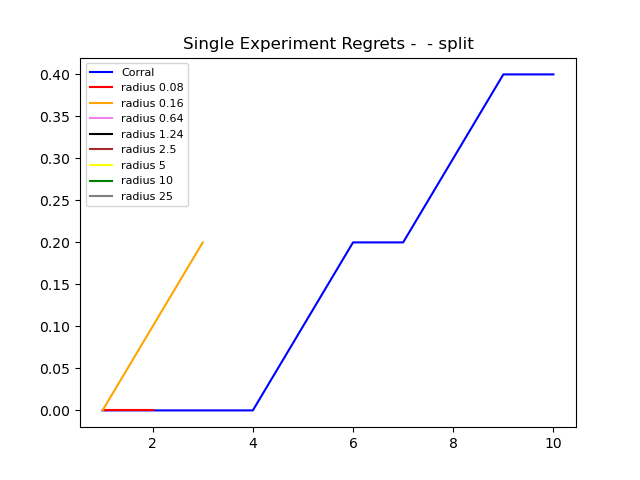 Single Experiment Regrets -  - split
0.40
0.35
0.30
0.25
0.20
0.15
0.10
0.05
0.00
Corral
radius 0.08
radius 0.16
radius 0.64
radius 1.24
radius 2.5
radius 5
radius 10
radius 25
2 4 6 8 10